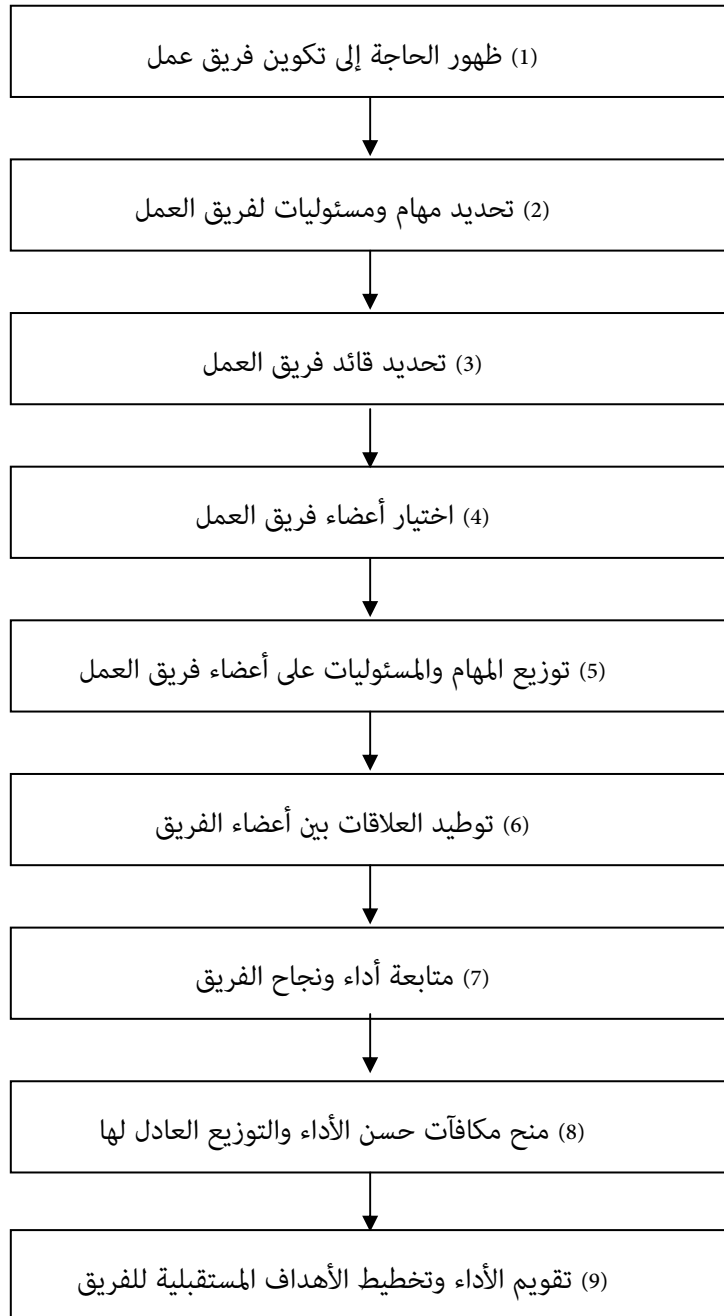 (1) ظهور الحاجة إلى تكوين فريق عمل
(2) تحديد مهام ومسئوليات لفريق العمل
(3) تحديد قائد فريق العمل
(4) اختيار أعضاء فريق العمل
(5) توزيع المهام والمسئوليات على أعضاء فريق العمل
(6) توطيد العلاقات بين أعضاء الفريق
(7) متابعة أداء ونجاح الفريق
(8) منح مكافآت حسن الأداء والتوزيع العادل لها
(9) تقويم الأداء وتخطيط الأهداف المستقبلية للفريق